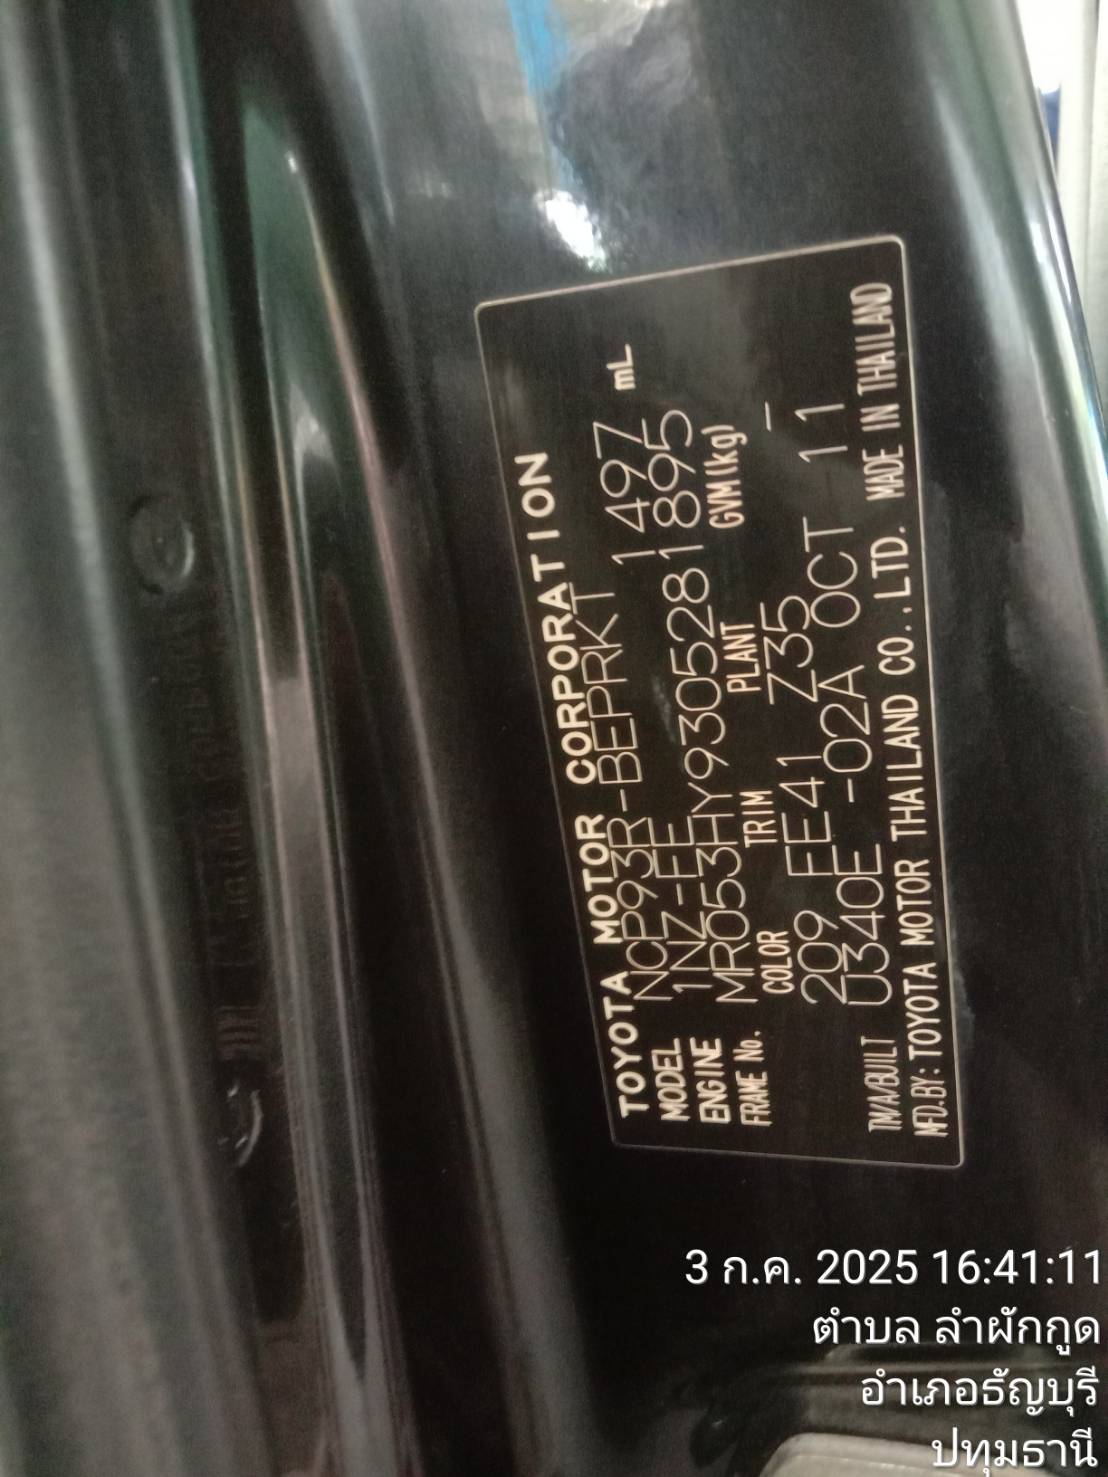 TOYOTA MOTOR CORPORATION
MODEL NCP93R-BEPRKT 1497 mL
ENGINE 1NZ-FE
FRAME No. MR053HY9305281895
COLOR TRIM PLANT GVM(kg)
209 FE41 Z35 -
TM/A/BUILT U340E -02A OCT 11
MFD.BY: TOYOTA MOTOR THAILAND CO.,LTD. MADE IN THAILAND
3 ก.ค. 2025 16:41:11
ตำบล ลำผักกูด
อำเภอธัญบุรี
ปทุมธานี